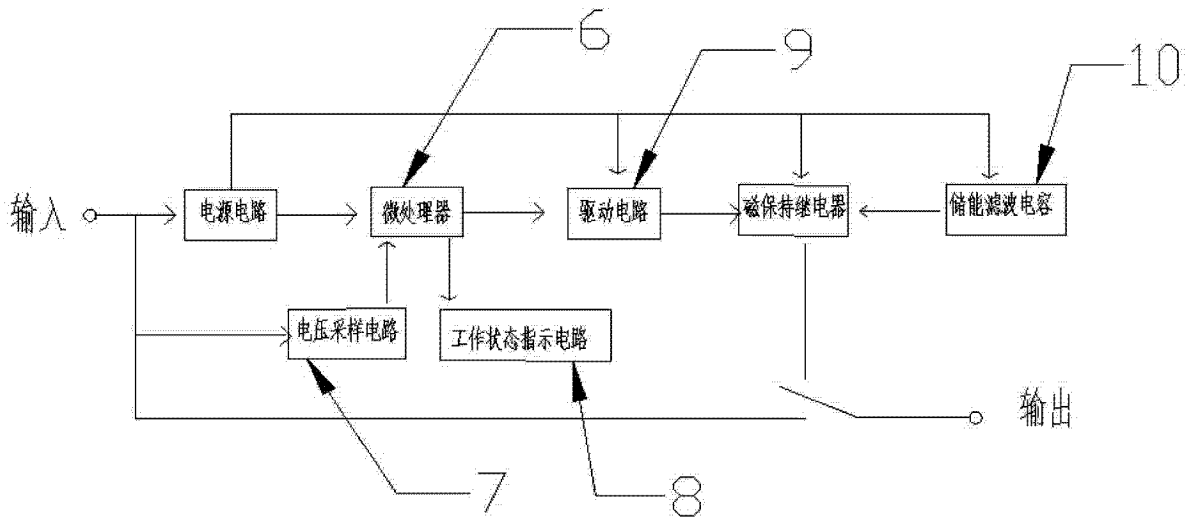 6
9
10
输入
电源电路
微处理器
驱动电路
磁保持继电器
储能滤波电容
电压采样电路
工作状态指示电路
输出
7
8